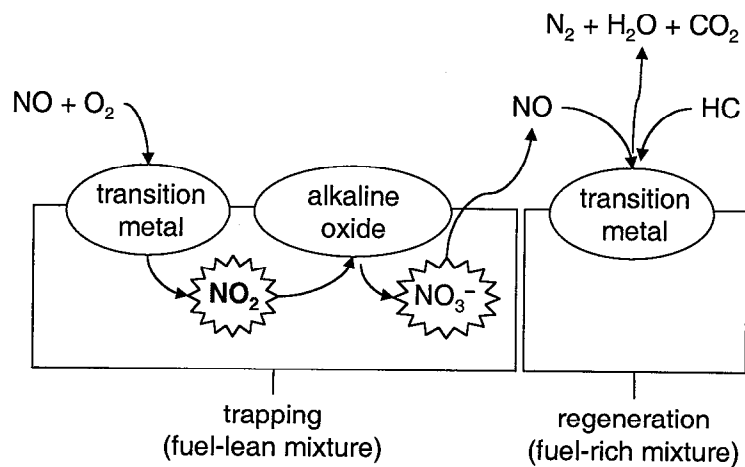 N₂ + H₂O + CO₂
NO + O₂
NO
HC
transition
metal
alkaline
oxide
transition
metal
NO₂
NO₃⁻
trapping
(fuel-lean mixture)
regeneration
(fuel-rich mixture)